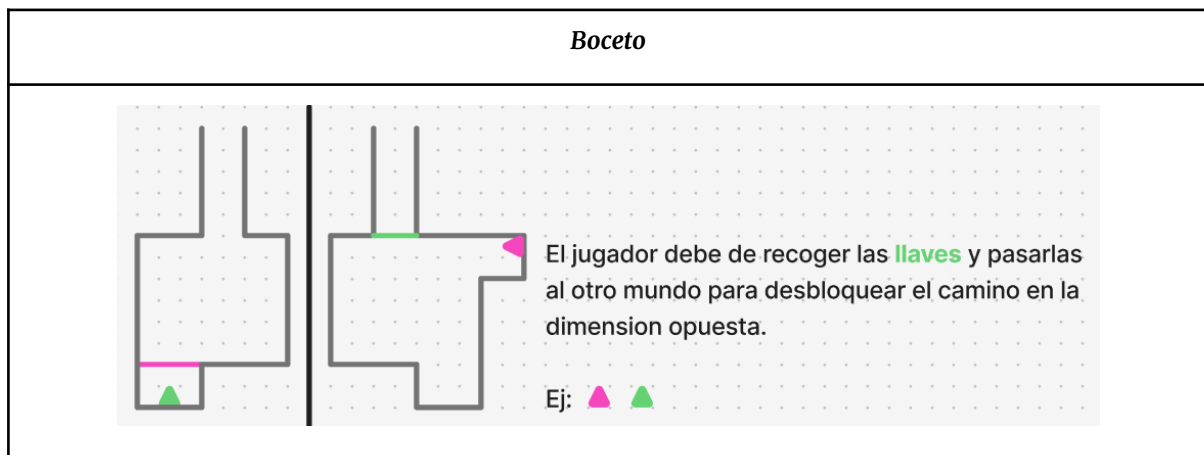 Boceto
El jugador debe de recoger las llaves y pasarlas
al otro mundo para desbloquear el camino en la
dimension opuesta.
Ej: